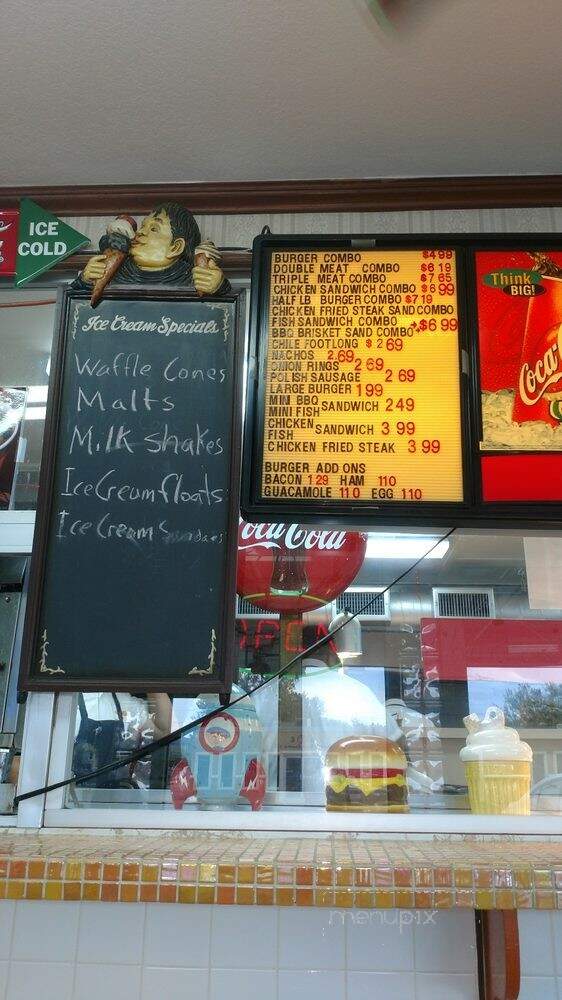 ICE
COLD
Ice Cream Specials
Waffle Cones
Malts
Milk shakes
Ice Cream floats
Ice Cream Sundaes
BURGER COMBO $4 99
DOUBLE MEAT COMBO $6 19
TRIPLE MEAT COMBO $7 65
CHICKEN SANDWICH COMBO $6 99
HALF LB BURGER COMBO $7 19
CHICKEN FRIED STEAK SAND COMBO
FISH SANDWICH COMBO
BBQ BRISKET SAND COMBO $6 99
CHILE FOOTLONG $ 2 69
NACHOS 2.69
ONION RINGS 2 69
POLISH SAUSAGE 2 69
LARGE BURGER 1 99
MINI BBQ
MINI FISH SANDWICH 2 49
CHICKEN
FISH SANDWICH 3 99
CHICKEN FRIED STEAK 3 99
BURGER ADD ONS
BACON 1 29 HAM 1 10
GUACAMOLE 1 10 EGG 1 10
Think
BIG!
Coca
Coca Cola
OPEN
menupix